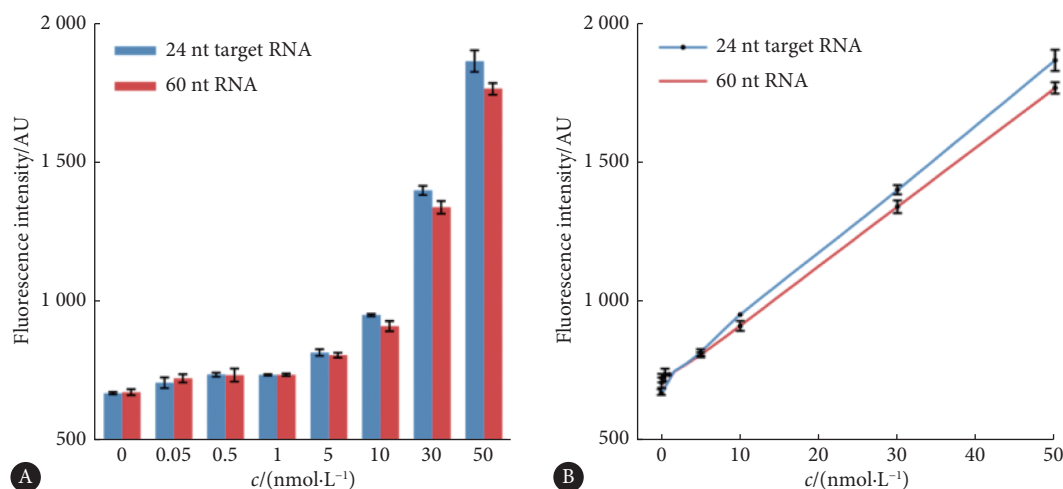 2 000
24 nt target RNA
60 nt RNA
1 500
1 000
500
Fluorescence intensity/AU
0 0.05 0.5 1 5 10 30 50
c/(nmol·L⁻¹)
A
2 000
24 nt target RNA
60 nt RNA
1 500
1 000
500
Fluorescence intensity/AU
0 10 20 30 40 50
c/(nmol·L⁻¹)
B